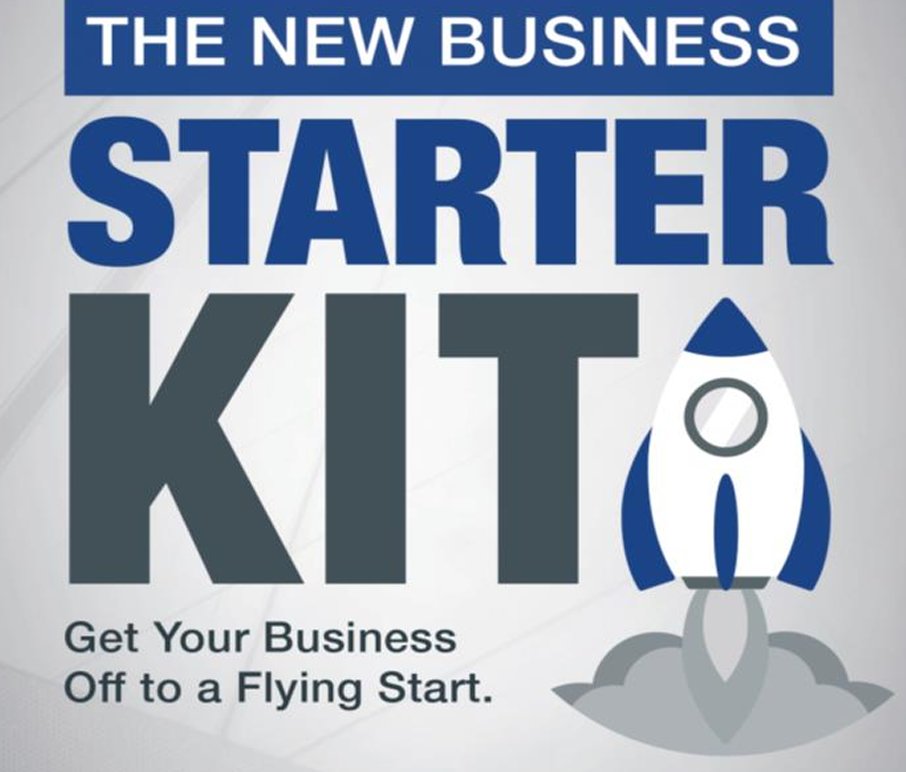 THE NEW BUSINESS
STARTER
KIT
Get Your Business
Off to a Flying Start.